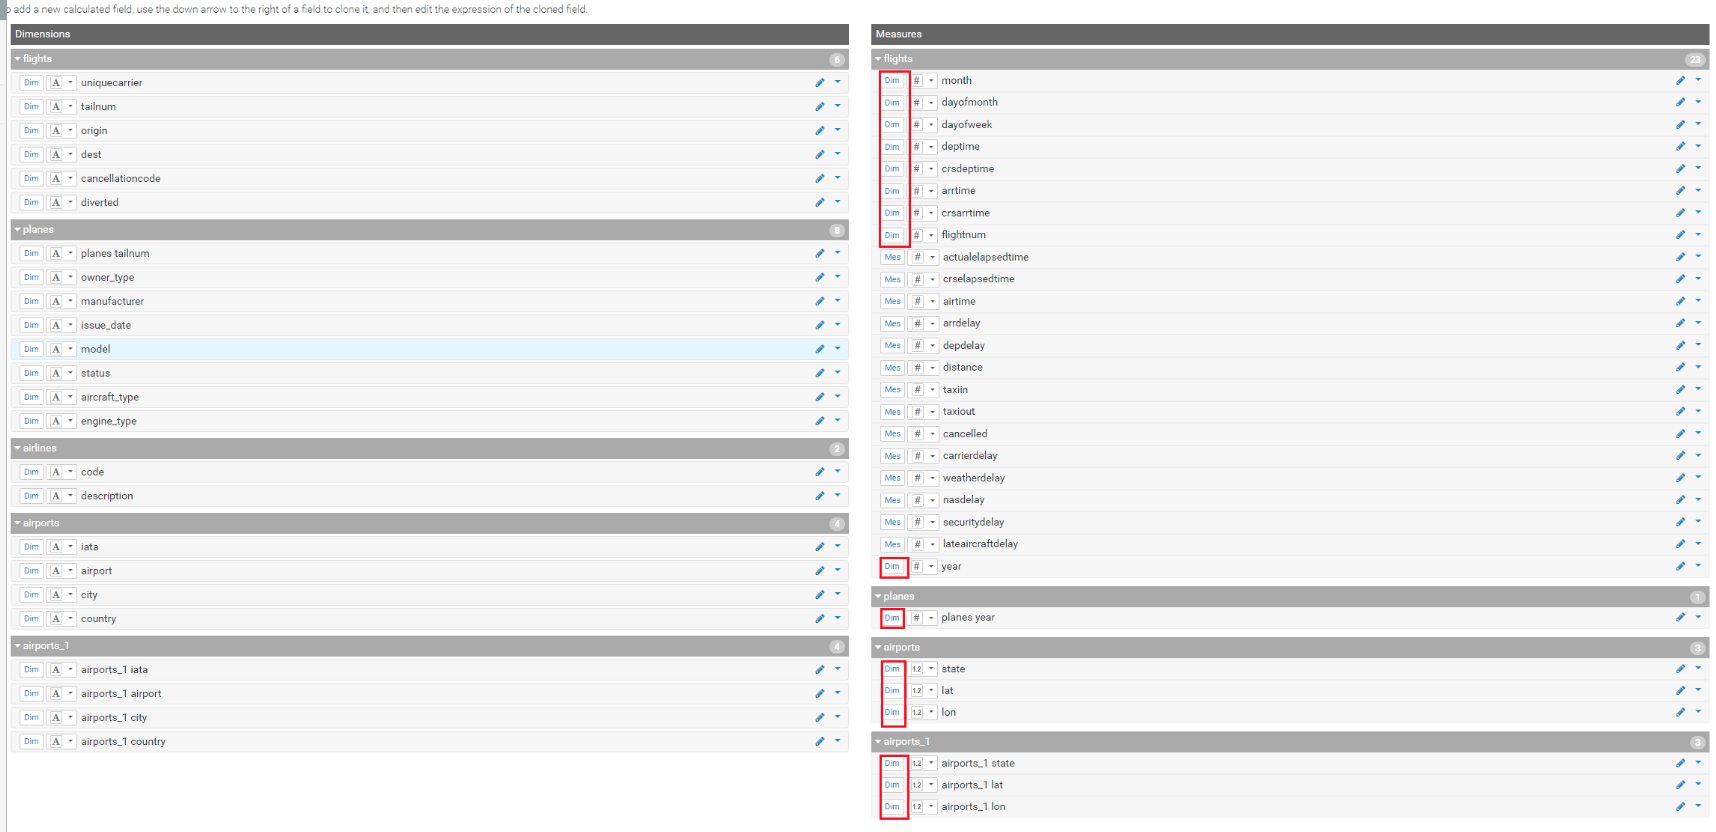 o add a new calculated field, use the down arrow to the right of a field to clone it, and then edit the expression of the cloned field.
Dimensions
flights 6
Dim A uniquecarrier
Dim A tailnum
Dim A origin
Dim A dest
Dim A cancellationcode
Dim A diverted
planes 8
Dim A planes tailnum
Dim A owner_type
Dim A manufacturer
Dim A issue_date
Dim A model
Dim A status
Dim A aircraft_type
Dim A engine_type
airlines 2
Dim A code
Dim A description
airports 4
Dim A iata
Dim A airport
Dim A city
Dim A country
airports_1 4
Dim A airports_1 iata
Dim A airports_1 airport
Dim A airports_1 city
Dim A airports_1 country
Measures
flights 23
Dim # month
Dim # dayofmonth
Dim # dayofweek
Dim # deptime
Dim # crsdeptime
Dim # arrtime
Dim # crsarrtime
Dim # flightnum
Mes # actualelapsedtime
Mes # crselapsedtime
Mes # airtime
Mes # arrdelay
Mes # depdelay
Mes # distance
Mes # taxiin
Mes # taxiout
Mes # cancelled
Mes # carrierdelay
Mes # weatherdelay
Mes # nasdelay
Mes # securitydelay
Mes # lateaircraftdelay
Dim # year
planes 1
Dim # planes year
airports 3
Dim 1.2 state
Dim 1.2 lat
Dim 1.2 lon
airports_1 3
Dim 1.2 airports_1 state
Dim 1.2 airports_1 lat
Dim 1.2 airports_1 lon